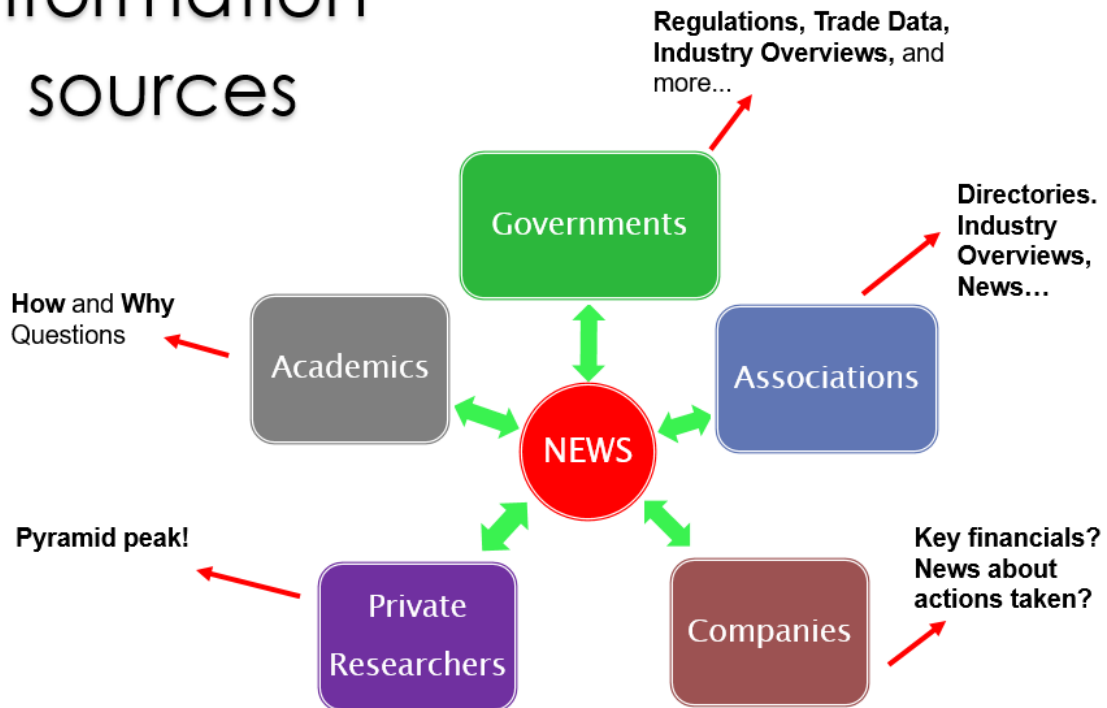 formation
sources
Regulations, Trade Data,
Industry Overviews, and
more...
Governments
Directories.
Industry
Overviews,
News...
How and Why
Questions
Academics
Associations
NEWS
Pyramid peak!
Private
Researchers
Companies
Key financials?
News about
actions taken?